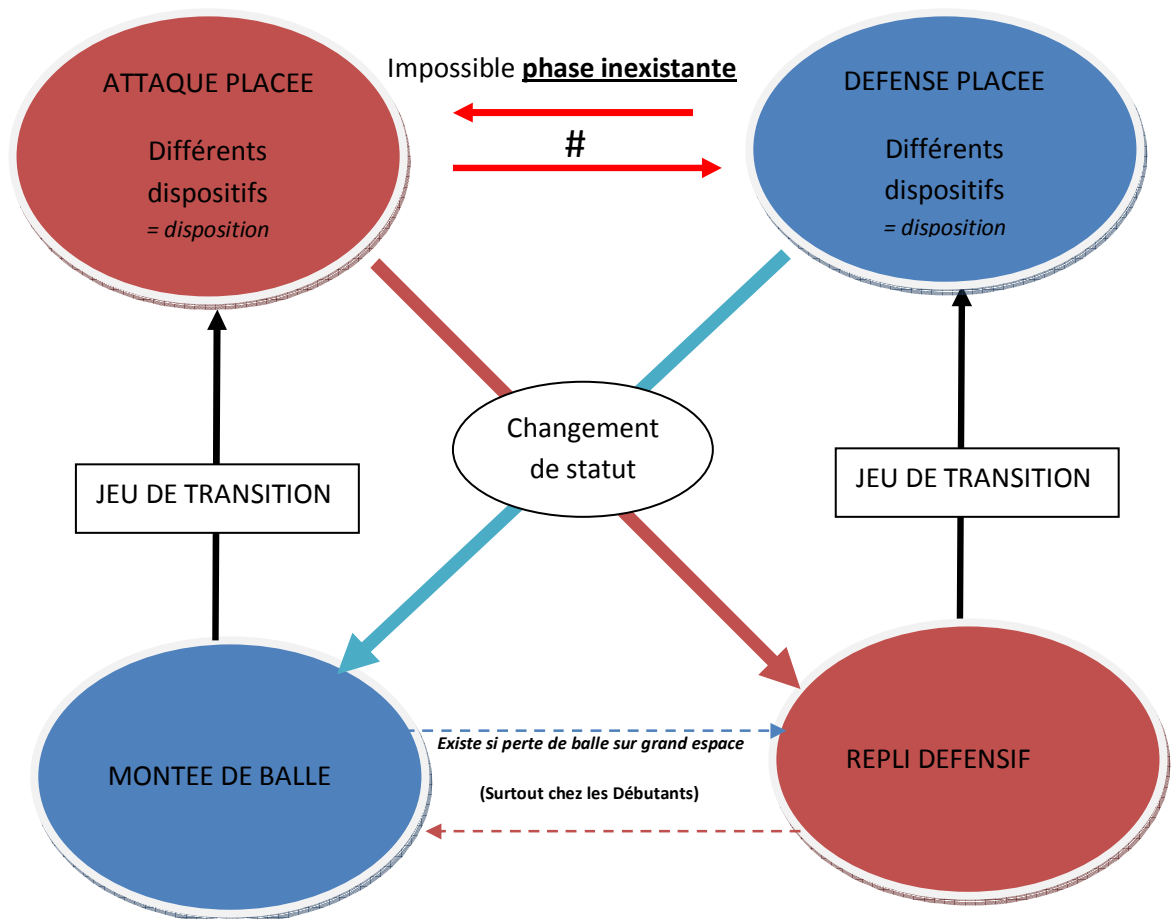 Impossible phase inexistante
#
ATTAQUE PLACEE
Différents
dispositifs
= disposition
DEFENSE PLACEE
Différents
dispositifs
= disposition
Changement
de statut
JEU DE TRANSITION
JEU DE TRANSITION
Existe si perte de balle sur grand espace
(Surtout chez les Débutants)
MONTEE DE BALLE
REPLI DEFENSIF